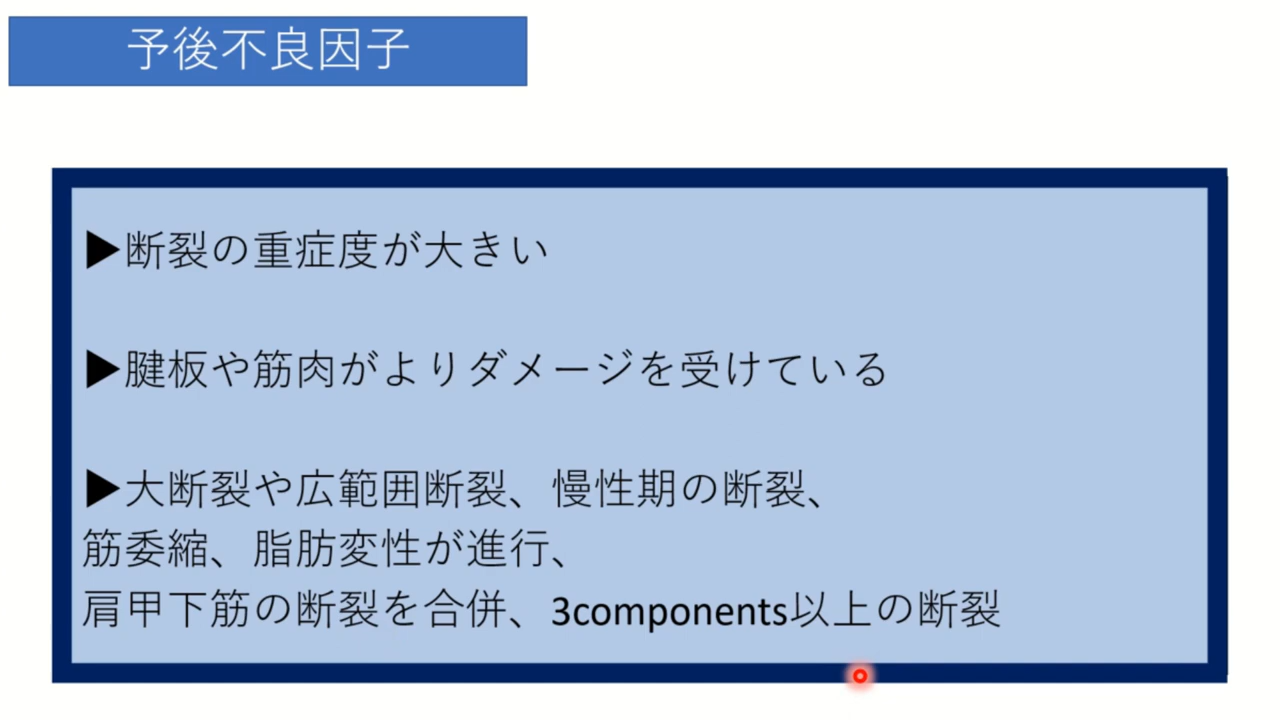 予後不良因子
▶断裂の重症度が大きい
▶腱板や筋肉がよりダメージを受けている
▶大断裂や広範囲断裂、慢性期の断裂、
筋委縮、脂肪変性が進行、
肩甲下筋の断裂を合併、3components以上の断裂